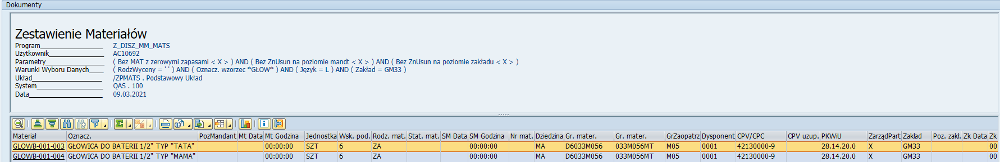 Dokumenty
Zestawienie Materiałów
Program Z_DISZ_MM_MATS
Użytkownik AC10692
Parametry ( Bez MAT z zerowymi zapasami < X > ) AND ( Bez ZnUsun na poziomie mandt < X > ) AND ( Bez ZnUsun na poziomie zakładu < X > )
Warunki Wyboru Danych ( RodzWyceny = ' ' ) AND ( Oznacz. wzorzec *GŁOW* ) AND ( Język = L ) AND ( Zakład = GM33 )
Układ /ZPMATS . Podstawowy Układ
System QAS . 100
Data 09.03.2021
Materiał Oznacz. PozMandant Mt Data Mt Godzina Jednostka Wsk. pod. Rodz. mat. Stat. mat. SM Data SM Godzina Nr mat. Dziedzina Gr. mater. Gr. mater. GrZaopatrz Dysponent CPV/CPC CPV uzup. PKWiU ZarządPart Zakład Poz. zakł. Zk Data Zk
GLOWB-001-003 GŁOWICA DO BATERII 1/2" TYP "TATA" 00:00:00 SZT 6 ZA 00:00:00 MA D6033M056 033M056MT M05 0001 42130000-9 28.14.20.0 X GM33 00
GLOWB-001-004 GŁOWICA DO BATERII 1/2" TYP "MAMA" 00:00:00 SZT 6 ZA 00:00:00 MA D6033M056 033M056MT M05 0001 42130000-9 28.14.20.0 X GM33 00